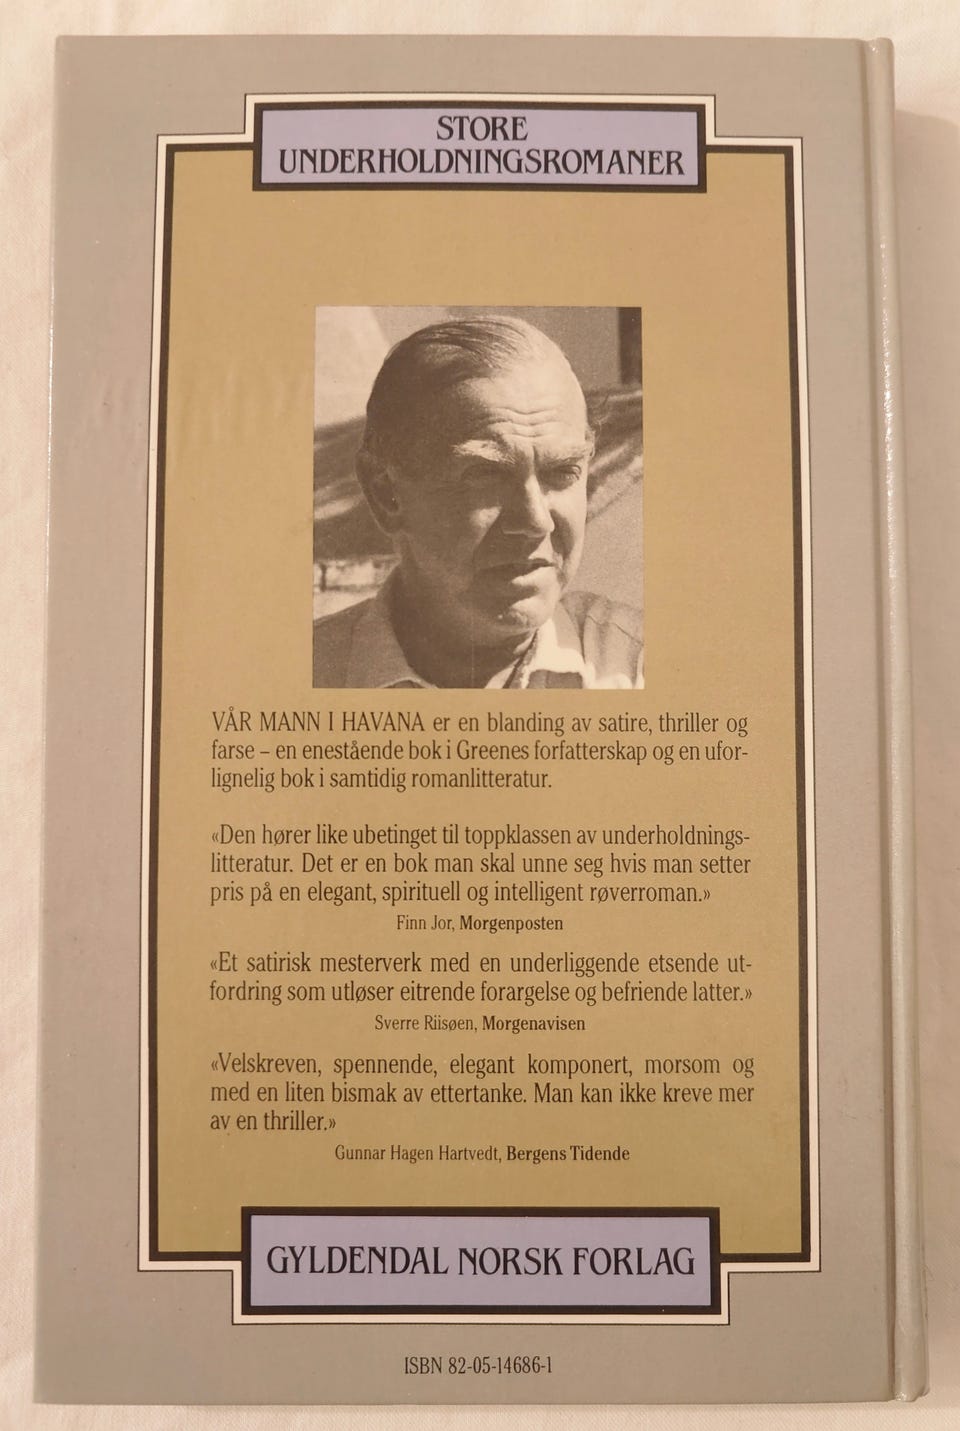 STORE
UNDERHOLDNINGSROMANER
VÅR MANN I HAVANA er en blanding av satire, thriller og
farse – en enestående bok i Greenes forfatterskap og en ufor-
lignelig bok i samtidig romanlitteratur.
«Den hører like ubetinget til toppklassen av underholdnings-
litteratur. Det er en bok man skal unne seg hvis man setter
pris på en elegant, spirituell og intelligent røverroman.»
Finn Jor, Morgenposten
«Et satirisk mesterverk med en underliggende etsende ut-
fordring som utløser eitrende forargelse og befriende latter.»
Sverre Riisøen, Morgenavisen
«Velskreven, spennende, elegant komponert, morsom og
med en liten bismak av ettertanke. Man kan ikke kreve mer
av en thriller.»
Gunnar Hagen Hartvedt, Bergens Tidende
GYLDENDAL NORSK FORLAG
ISBN 82-05-14686-1